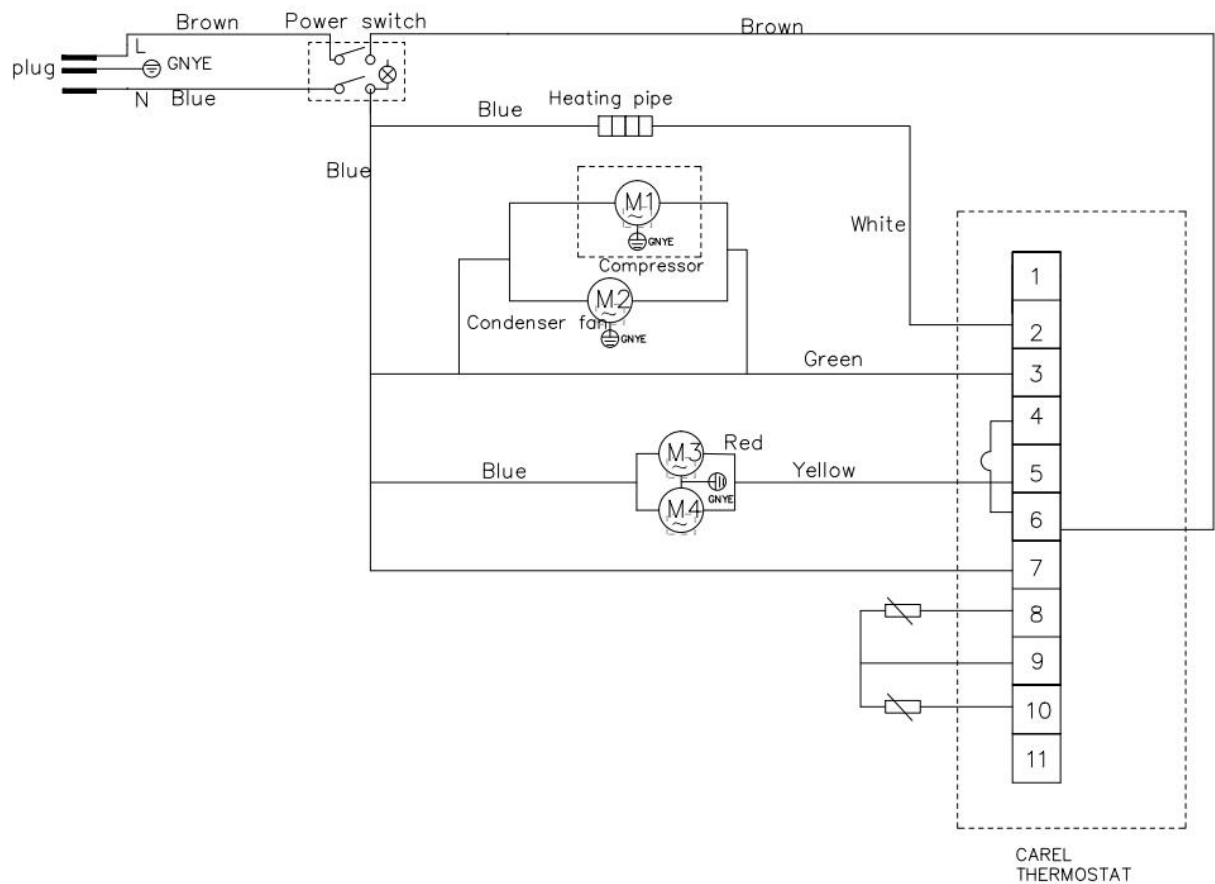 Brown
Power switch
Brown
L
plug
GNYE
N
Blue
Blue
Heating pipe
Blue
M1
~
GNYE
White
Compressor
M2
~
Condenser fan
GNYE
Green
M3
~
Red
Blue
Yellow
GNYE
M4
~
1
2
3
4
5
6
7
8
9
10
11
CAREL
THERMOSTAT